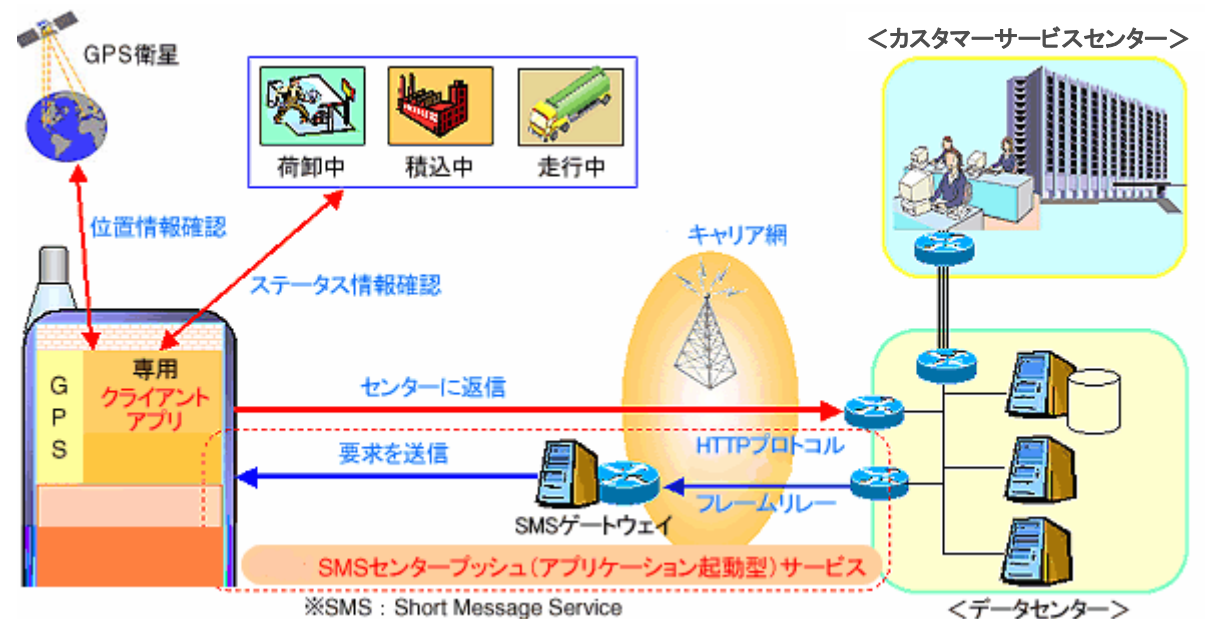 GPS衛星
<カスタマーサービスセンター>
荷卸中
積込中
走行中
位置情報確認
ステータス情報確認
キャリア網
GPS
専用
クライアント
アプリ
センターに返信
HTTPプロトコル
要求を送信
フレームリレー
SMSゲートウェイ
SMSセンタープッシュ(アプリケーション起動型)サービス
※SMS:Short Message Service
<データセンター>